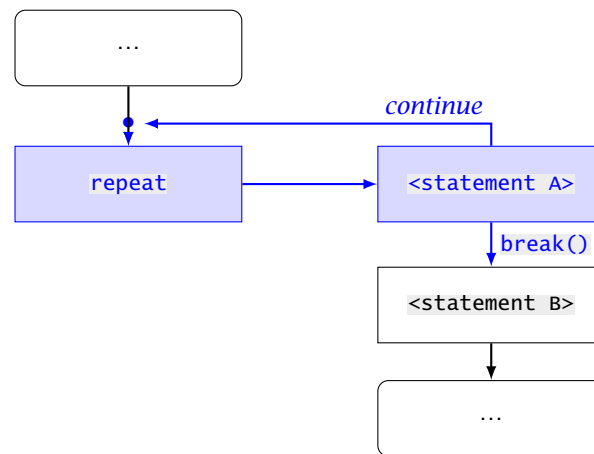 ...
continue
repeat
<statement A>
break()
<statement B>
...